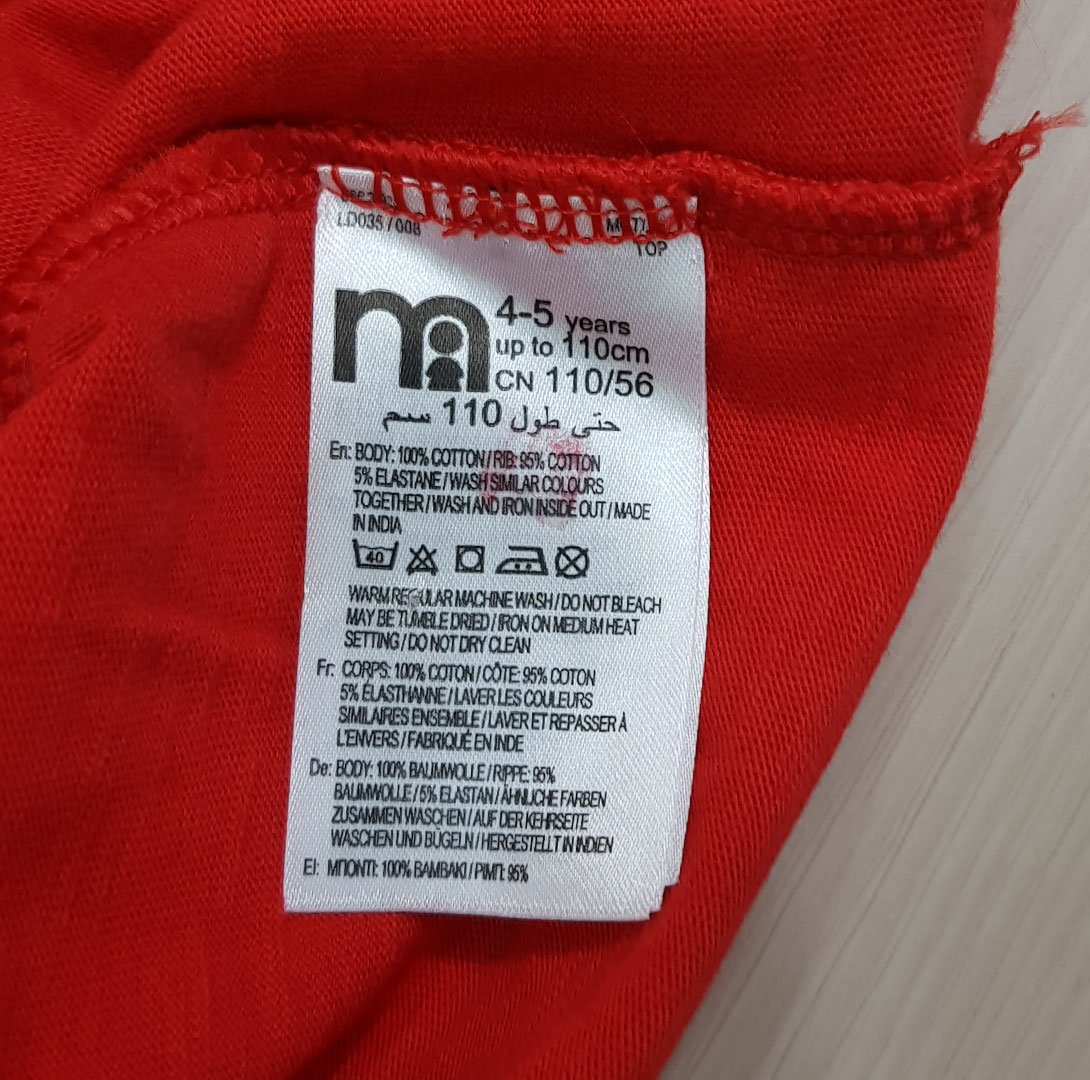 LD035 / 008
TOP
4-5 years
up to 110cm
CN 110/56
حتى طول 110 سم
En: BODY: 100% COTTON / RIB: 95% COTTON
5% ELASTANE / WASH SIMILAR COLOURS
TOGETHER / WASH AND IRON INSIDE OUT / MADE
IN INDIA
40
WARM REGULAR MACHINE WASH / DO NOT BLEACH
MAY BE TUMBLE DRIED / IRON ON MEDIUM HEAT
SETTING / DO NOT DRY CLEAN
Fr: CORPS: 100% COTON / CÔTE: 95% COTON
5% ÉLASTHANNE / LAVER LES COULEURS
SIMILAIRES ENSEMBLE / LAVER ET REPASSER À
L'ENVERS / FABRIQUÉ EN INDE
De: BODY: 100% BAUMWOLLE / RIPPE: 95%
BAUMWOLLE / 5% ELASTAN / ÄHNLICHE FARBEN
ZUSAMMEN WASCHEN / AUF DER KEHRSEITE
WASCHEN UND BÜGELN / HERGESTELLT IN INDIEN
El: ΜΠΟΝΤΙ: 100% ΒΑΜΒΑΚΙ / ΡΙΜΠ: 95%